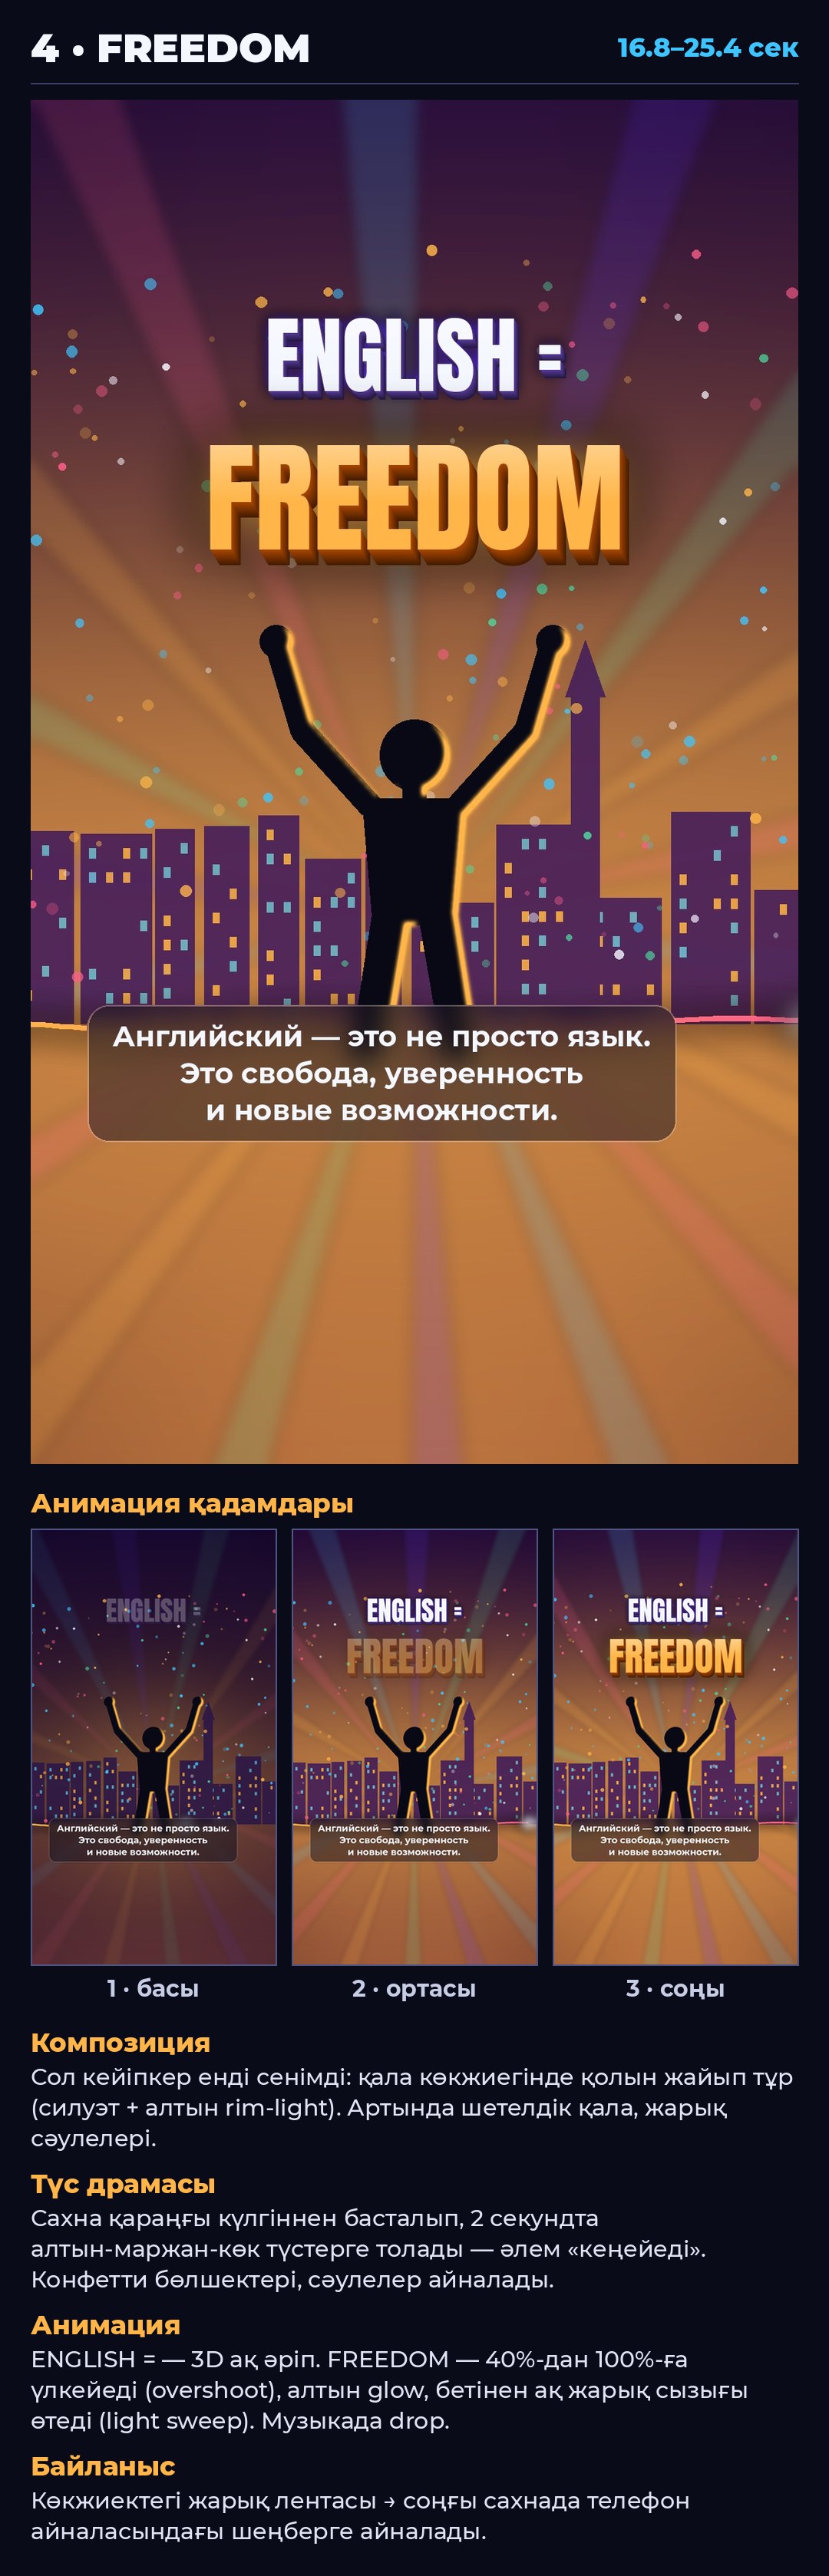 4 • FREEDOM
16.8–25.4 сек
ENGLISH =
FREEDOM
Английский — это не просто язык.
Это свобода, уверенность
и новые возможности.
Анимация қадамдары
ENGLISH =
Английский — это не просто язык.
Это свобода, уверенность
и новые возможности.
ENGLISH =
FREEDOM
Английский — это не просто язык.
Это свобода, уверенность
и новые возможности.
ENGLISH =
FREEDOM
Английский — это не просто язык.
Это свобода, уверенность
и новые возможности.
1 · басы
2 · ортасы
3 · соңы
Композиция
Сол кейіпкер енді сенімді: қала көкжиегінде қолын жайып тұр
(силуэт + алтын rim-light). Артында шетелдік қала, жарық
сәулелері.
Түс драмасы
Сахна қараңғы күлгіннен басталып, 2 секундта
алтын-маржан-көк түстерге толады — әлем «кеңейеді».
Конфетти бөлшектері, сәулелер айналады.
Анимация
ENGLISH = — 3D ақ әріп. FREEDOM — 40%-дан 100%-ға
үлкейеді (overshoot), алтын glow, бетінен ақ жарық сызығы
өтеді (light sweep). Музыкада drop.
Байланыс
Көкжиектегі жарық лентасы → соңғы сахнада телефон
айналасындағы шеңберге айналады.